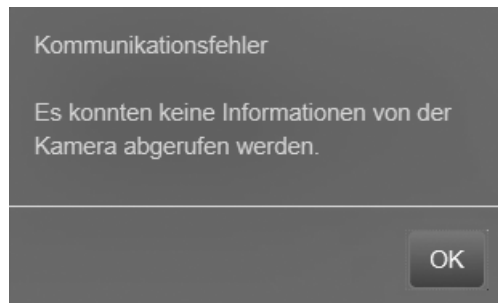 Kommunikationsfehler
Es konnten keine Informationen von der
Kamera abgerufen werden.
OK